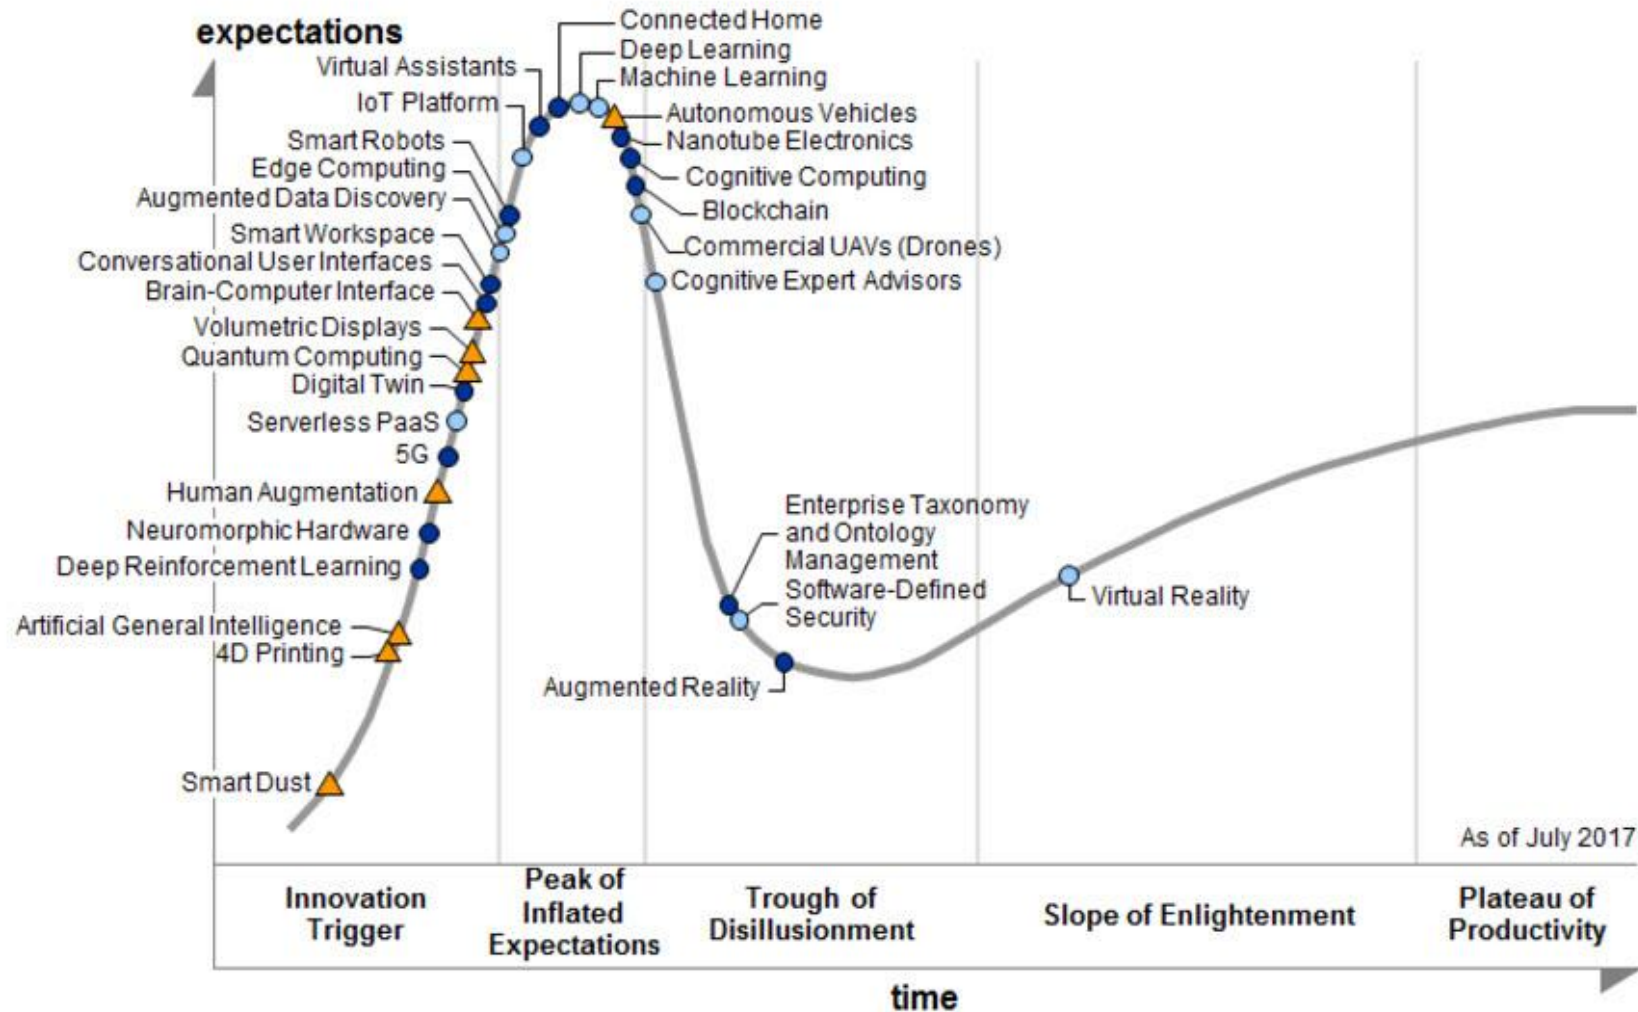 expectations
Connected Home
Deep Learning
Virtual Assistants
Machine Learning
IoT Platform
Autonomous Vehicles
Smart Robots
Nanotube Electronics
Edge Computing
Cognitive Computing
Augmented Data Discovery
Blockchain
Smart Workspace
Commercial UAVs (Drones)
Conversational User Interfaces
Cognitive Expert Advisors
Brain-Computer Interface
Volumetric Displays
Quantum Computing
Digital Twin
Serverless PaaS
5G
Human Augmentation
Neuromorphic Hardware
Deep Reinforcement Learning
Artificial General Intelligence
4D Printing
Smart Dust
Enterprise Taxonomy
and Ontology
Management
Software-Defined
Security
Augmented Reality
Virtual Reality
As of July 2017
Innovation
Trigger
Peak of
Inflated
Expectations
Trough of
Disillusionment
Slope of Enlightenment
Plateau of
Productivity
time